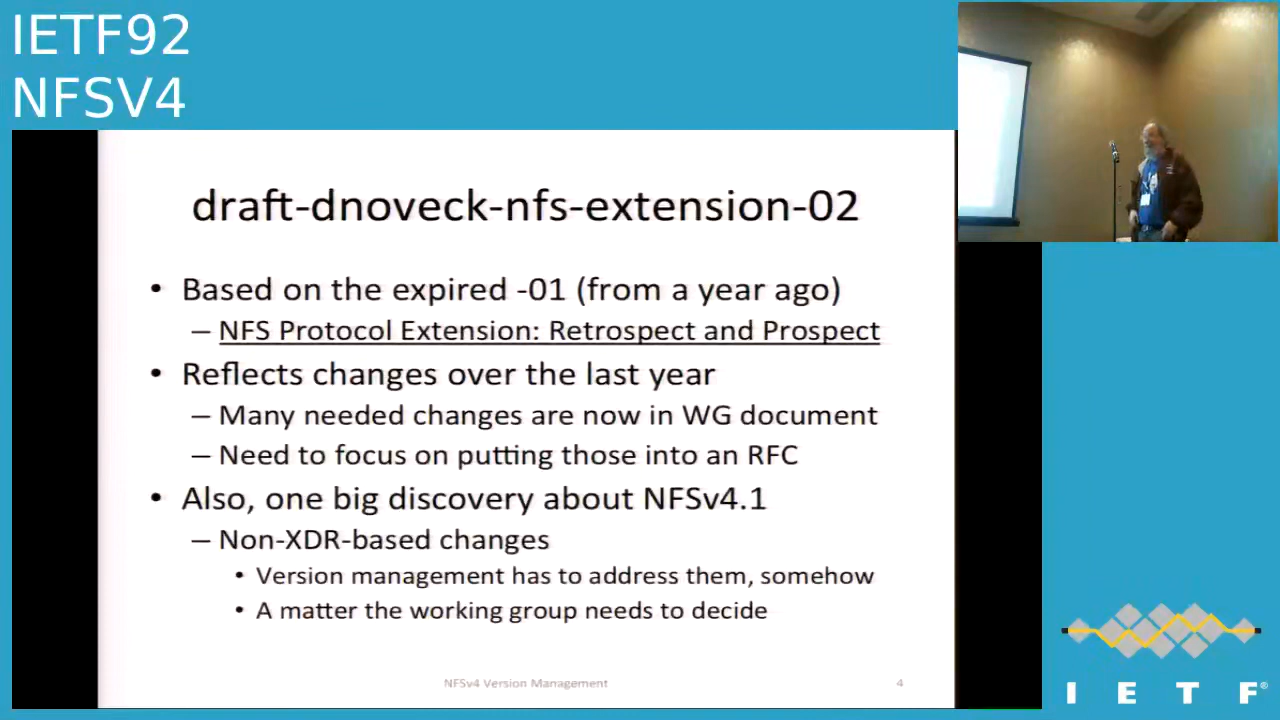 IETF92
NFSV4
draft-dnoveck-nfs-extension-02
• Based on the expired -01 (from a year ago)
– NFS Protocol Extension: Retrospect and Prospect
• Reflects changes over the last year
– Many needed changes are now in WG document
– Need to focus on putting those into an RFC
• Also, one big discovery about NFSv4.1
– Non-XDR-based changes
• Version management has to address them, somehow
• A matter the working group needs to decide
NFSv4 Version Management 4
I E T F®